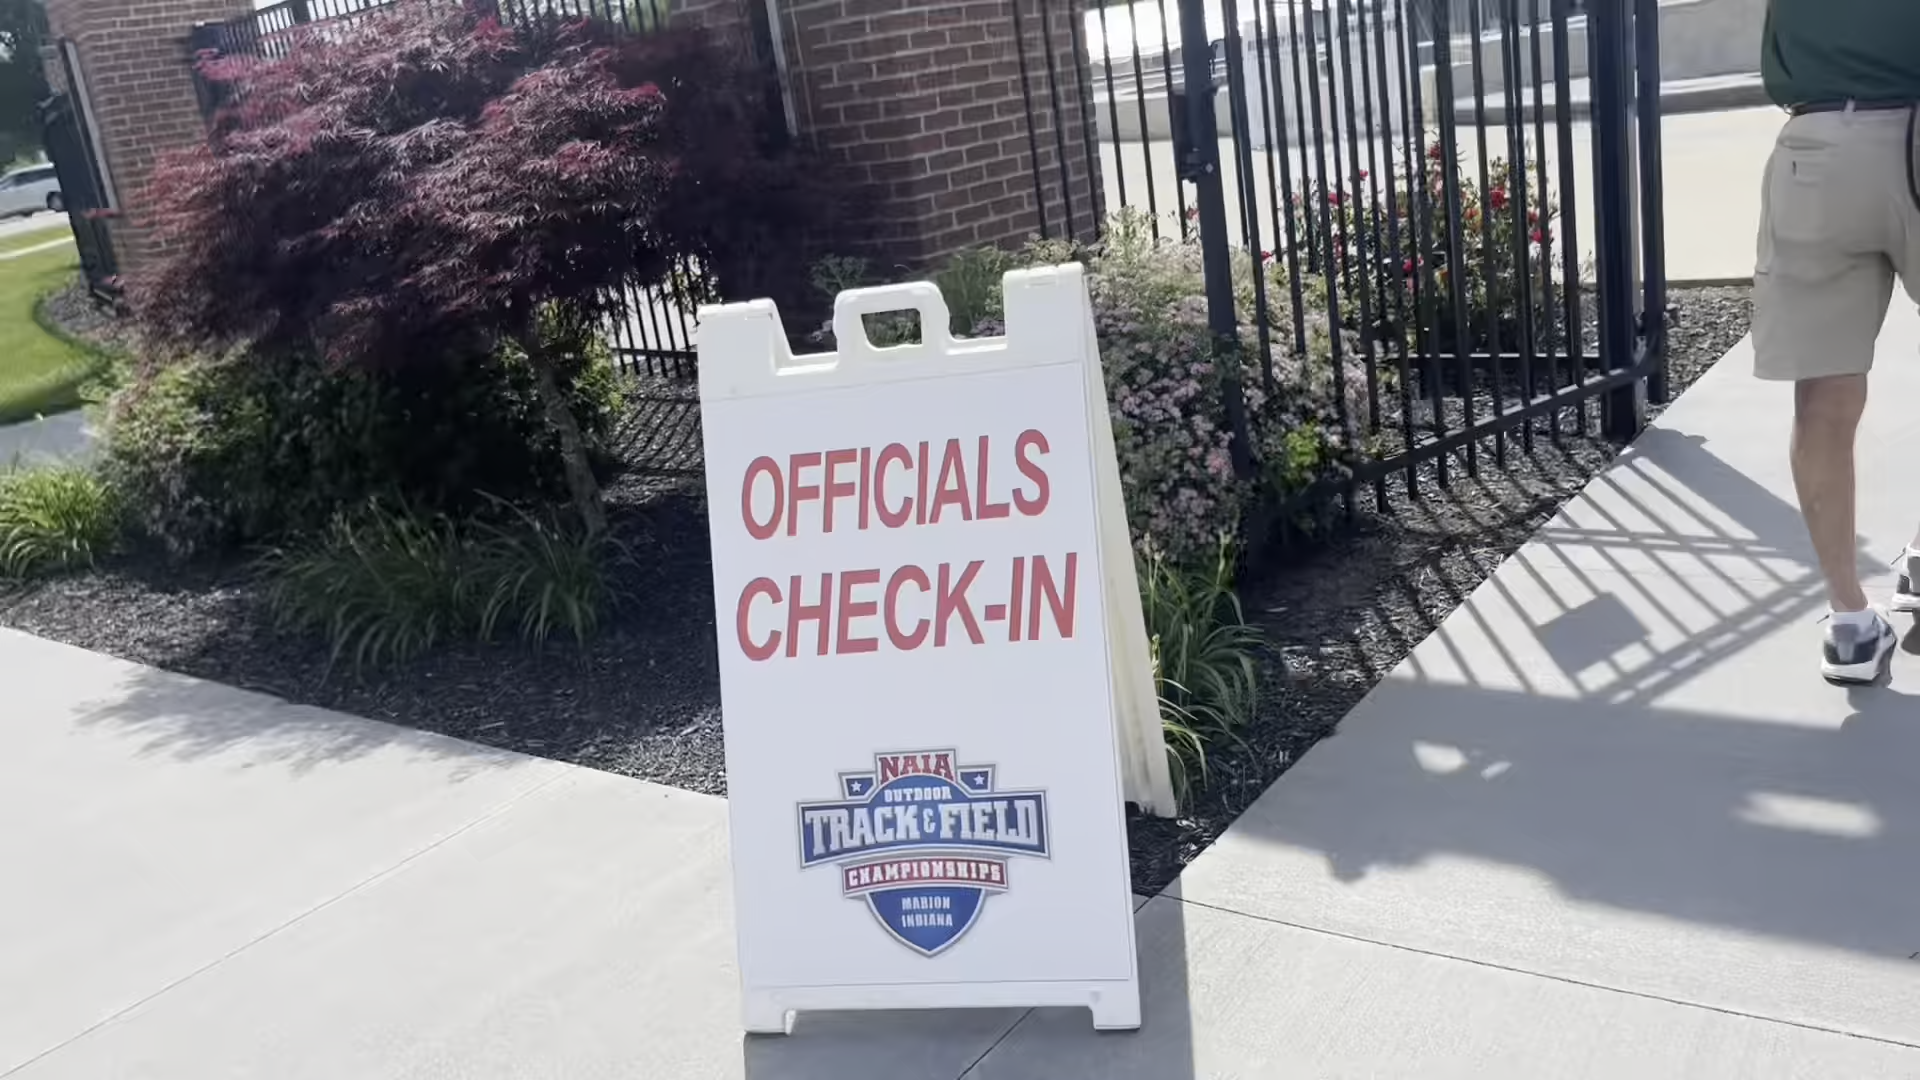 OFFICIALS
CHECK-IN
NAIA
OUTDOOR
TRACK & FIELD
CHAMPIONSHIPS
MARION
INDIANA